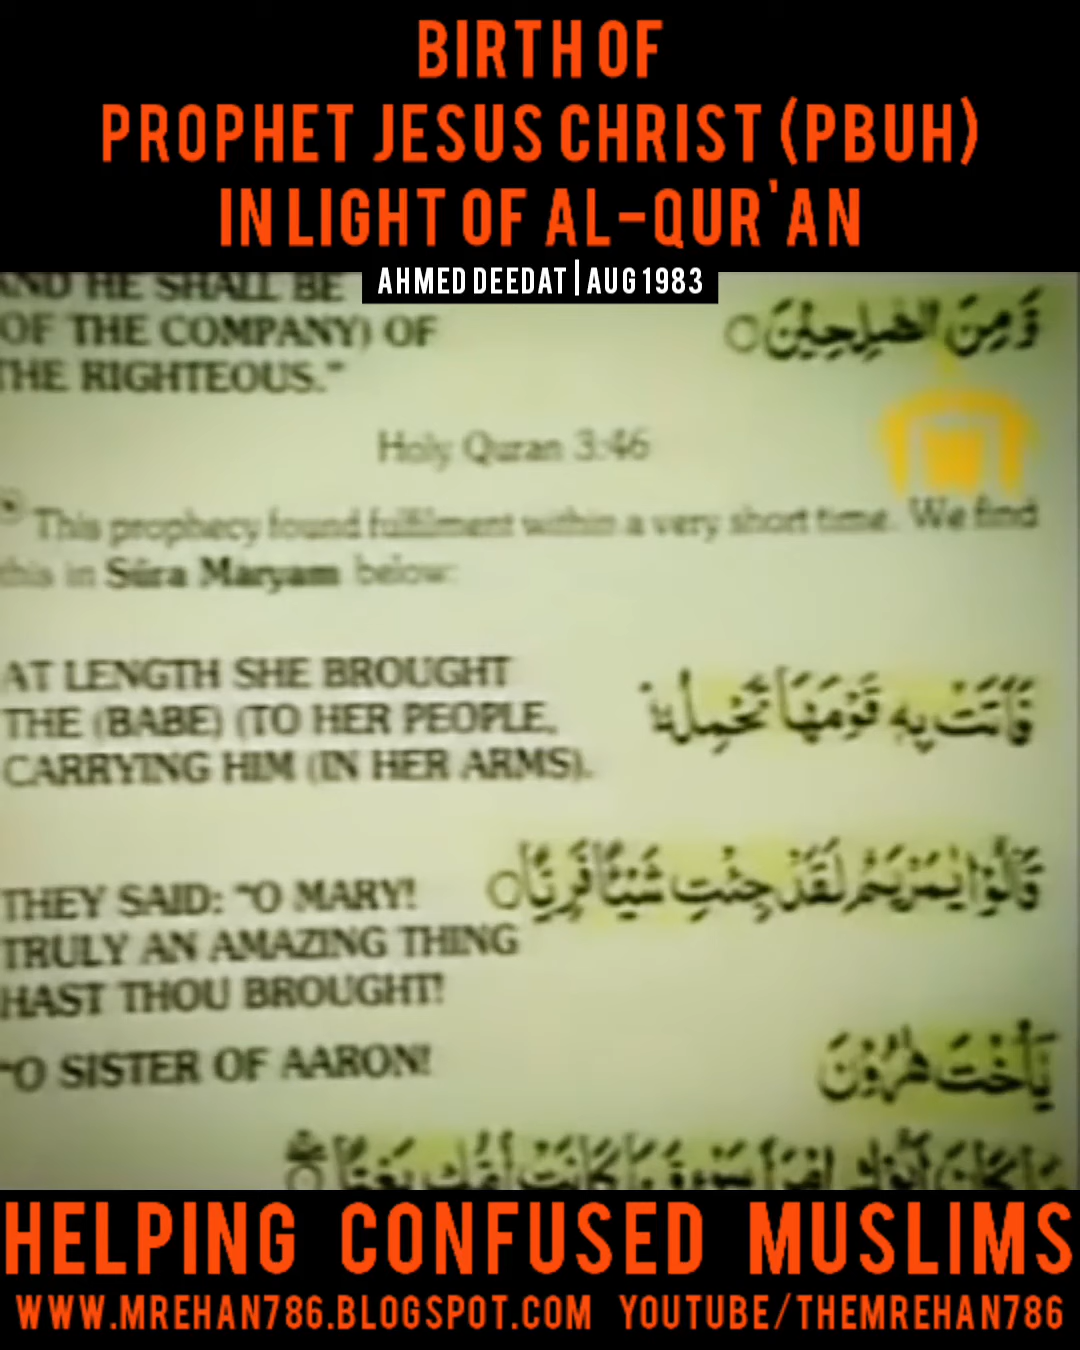 BIRTH OF
PROPHET JESUS CHRIST (PBUH)
IN LIGHT OF AL-QUR'AN
AHMED DEEDAT | AUG 1983
AND HE SHALL BE
OF THE COMPANY) OF
THE RIGHTEOUS."
وَّمِنَ الصّٰلِحِيْنَ ○
Holy Quran 3:46
This prophecy found fulfilment within a very short time. We find
this in Sūra Maryam below:
AT LENGTH SHE BROUGHT
THE (BABE) (TO HER PEOPLE,
CARRYING HIM (IN HER ARMS).
فَاَتَتْ بِهٖ قَوْمَهَا تَحْمِلُهٗ
THEY SAID: "O MARY!
TRULY AN AMAZING THING
HAST THOU BROUGHT!
قَالُوْا يٰمَرْيَمُ لَقَدْ جِئْتِ شَيْئًا فَرِيًّا ○
"O SISTER OF AARON!
يٰٓاُخْتَ هٰرُوْنَ
HELPING CONFUSED MUSLIMS
WWW.MREHAN786.BLOGSPOT.COM YOUTUBE/THEMREHAN786